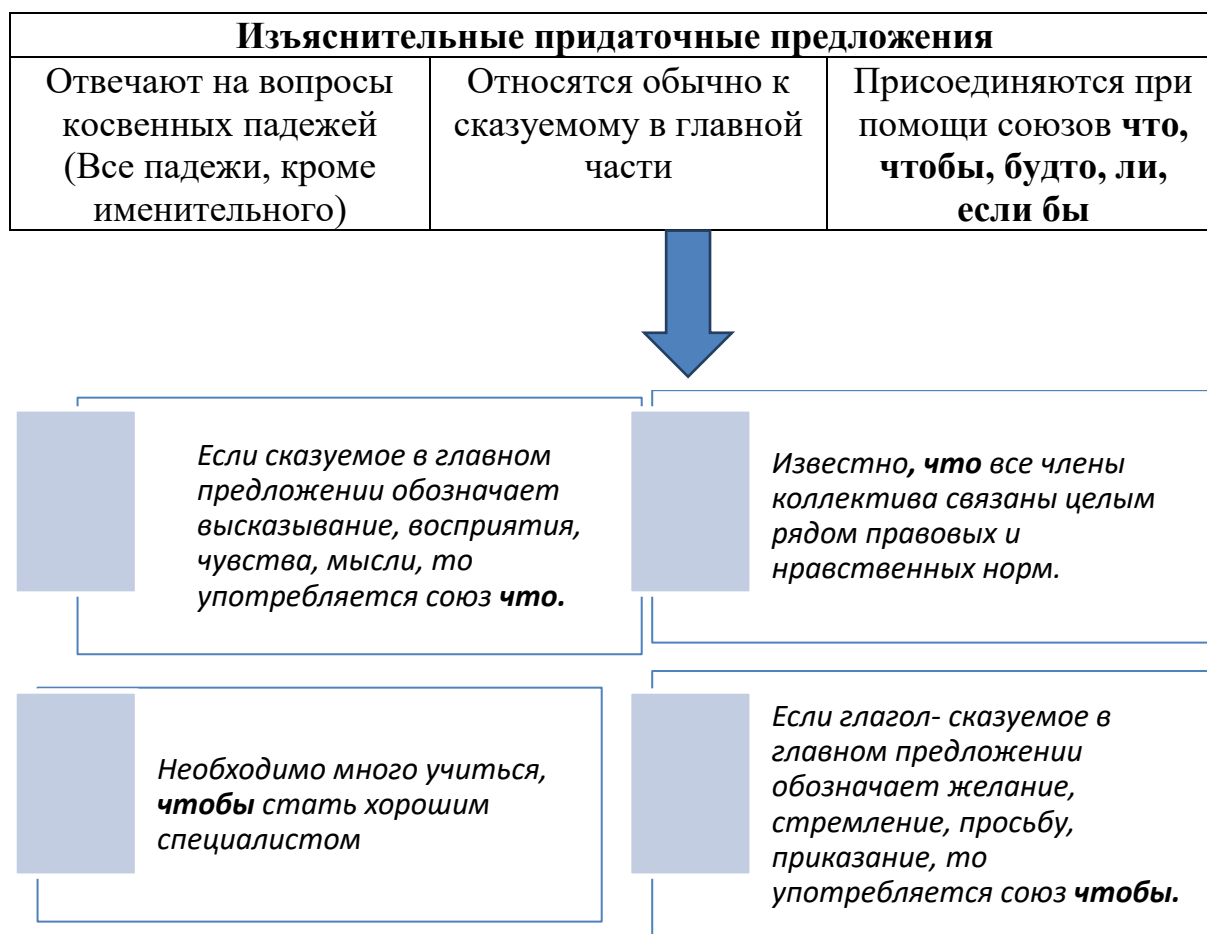 Изъяснительные придаточные предложения
Отвечают на вопросы
косвенных падежей
(Все падежи, кроме
именительного)
Относятся обычно к
сказуемому в главной
части
Присоединяются при
помощи союзов что,
чтобы, будто, ли,
если бы
Если сказуемое в главном
предложении обозначает
высказывание, восприятия,
чувства, мысли, то
употребляется союз что.
Известно, что все члены
коллектива связаны целым
рядом правовых и
нравственных норм.
Необходимо много учиться,
чтобы стать хорошим
специалистом
Если глагол- сказуемое в
главном предложении
обозначает желание,
стремление, просьбу,
приказание, то
употребляется союз чтобы.